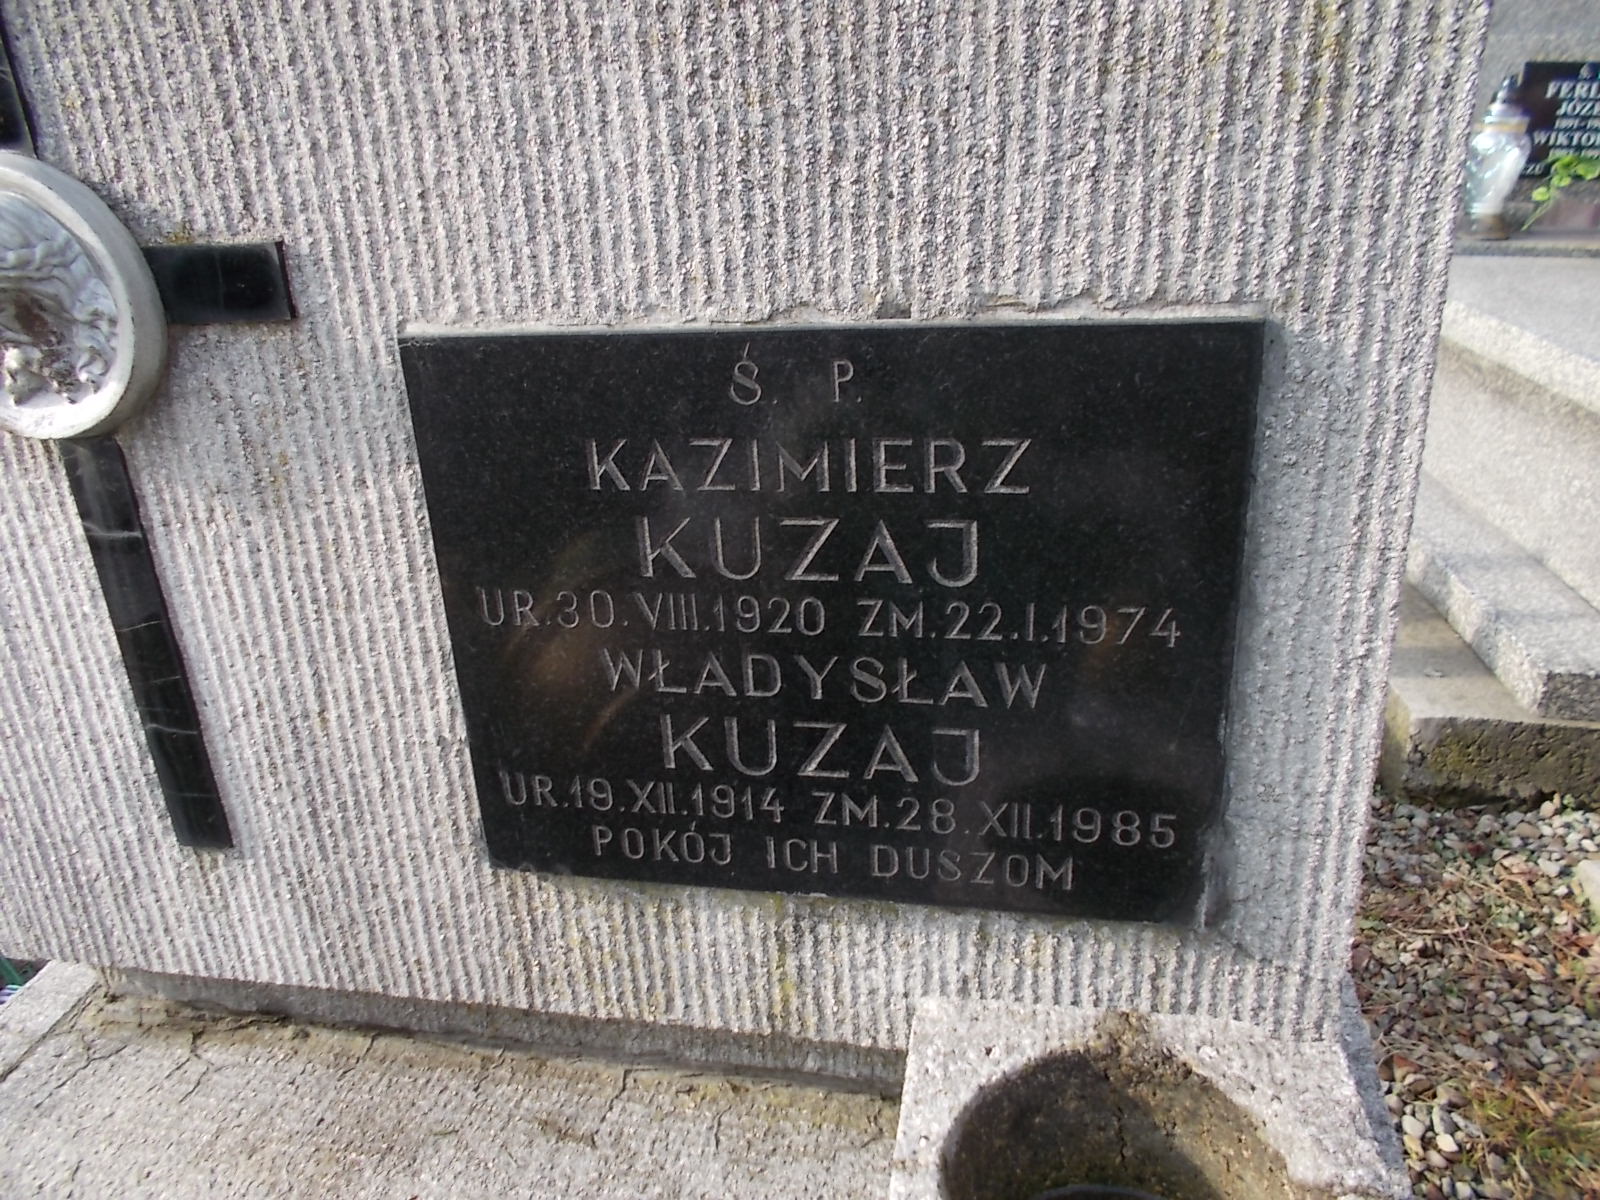 Ś. P.
KAZIMIERZ
KUZAJ
UR.30.VIII.1920 ZM.22.I.1974
WŁADYSŁAW
KUZAJ
UR.19.XII.1914 ZM.28.XII.1985
POKÓJ ICH DUSZOM